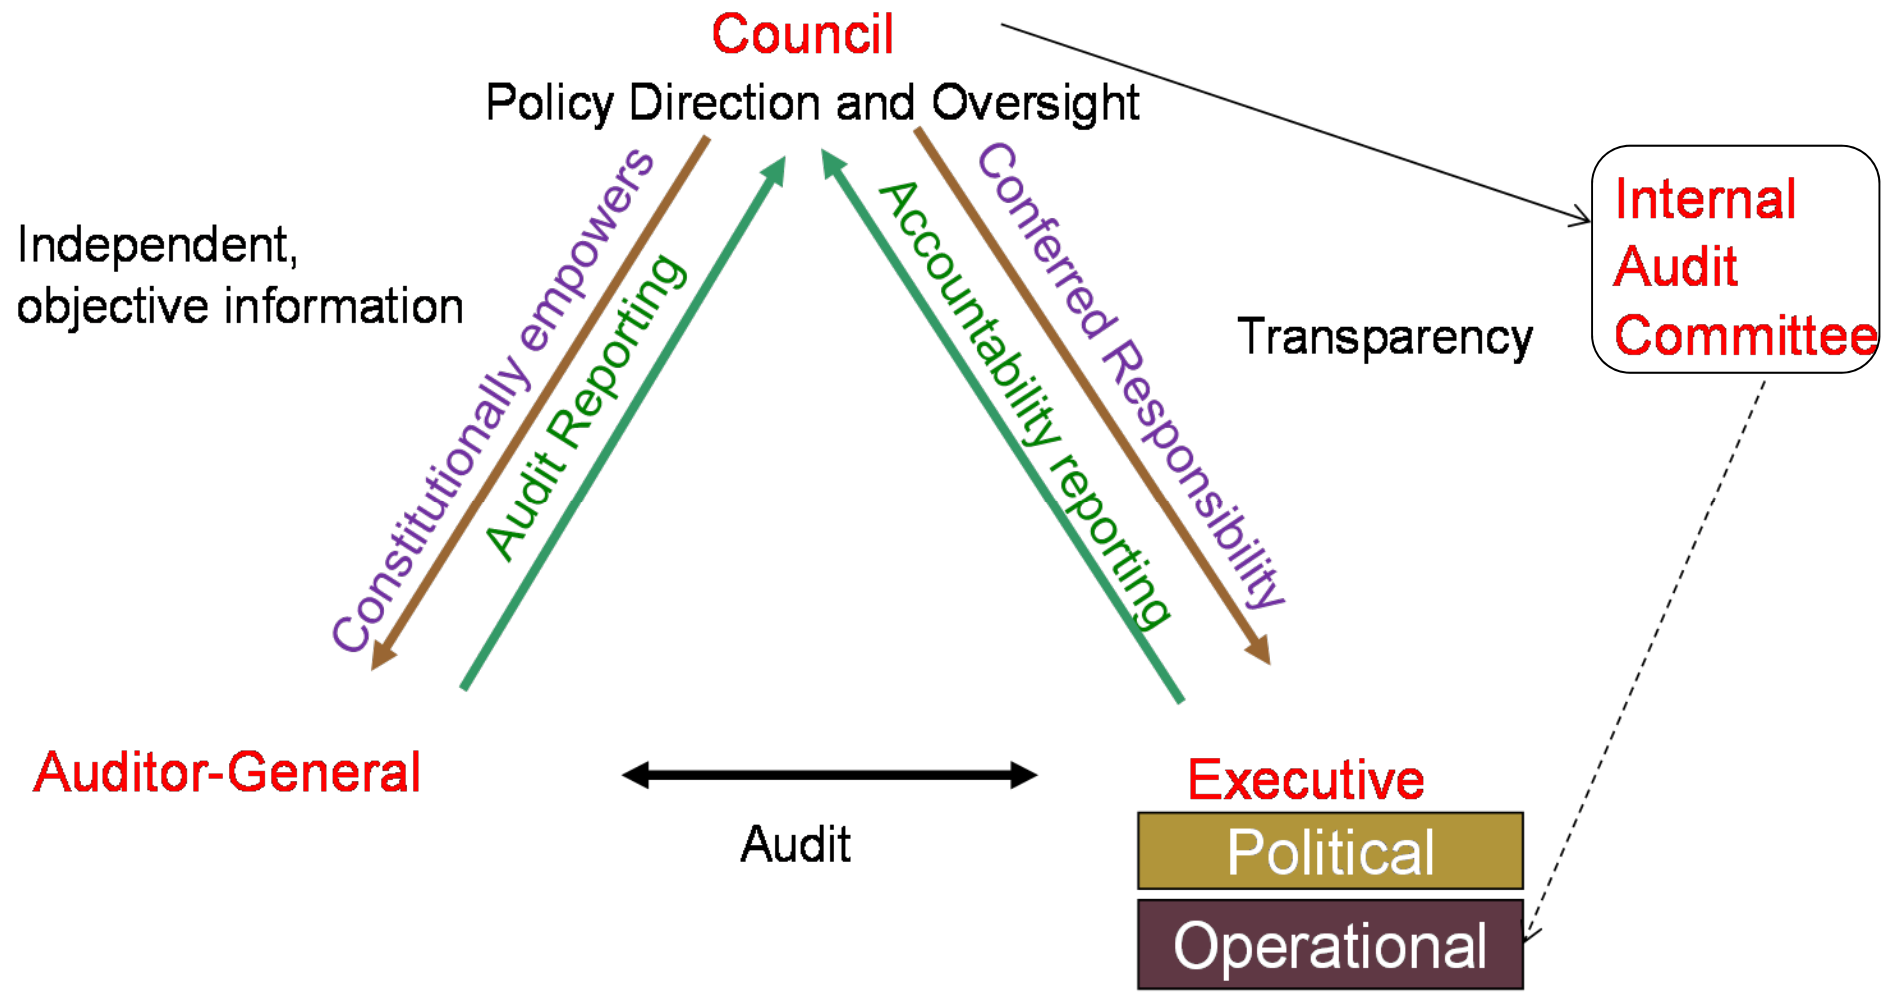 Council
Policy Direction and Oversight
Independent,
objective information
Constitutionally empowers
Audit Reporting
Accountability reporting
Conferred Responsibility
Transparency
Internal
Audit
Committee
Auditor-General
Audit
Executive
Political
Operational